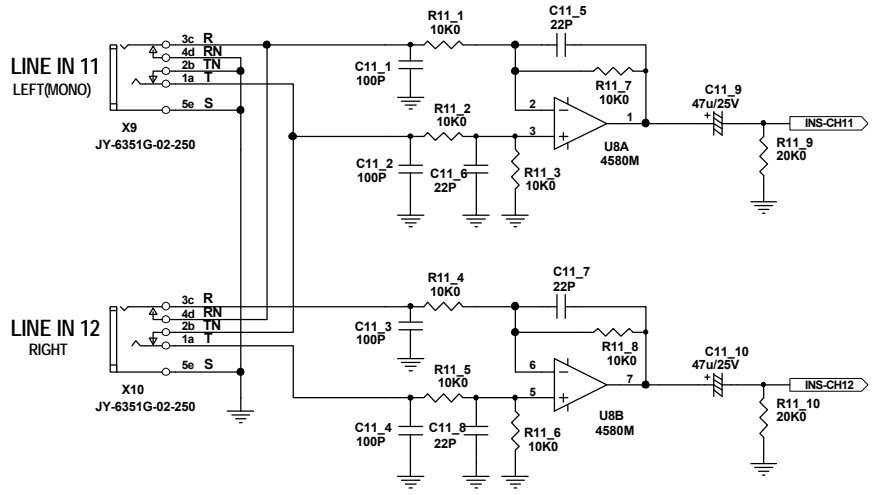 LINE IN 11
LEFT(MONO)
3c R
4d RN
2b TN
1a T
5e S
X9
JY-6351G-02-250
R11_1
10K0
C11_1
100P
C11_5
22P
R11_7
10K0
R11_2
10K0
C11_2
100P
C11_6
22P
R11_3
10K0
2
3
1
U8A
4580M
C11_9
+
47u/25V
INS-CH11
R11_9
20K0
LINE IN 12
RIGHT
3c R
4d RN
2b TN
1a T
5e S
X10
JY-6351G-02-250
R11_4
10K0
C11_3
100P
C11_7
22P
R11_8
10K0
R11_5
10K0
C11_4
100P
C11_8
22P
R11_6
10K0
6
5
7
U8B
4580M
C11_10
47u/25V
+
INS-CH12
R11_10
20K0